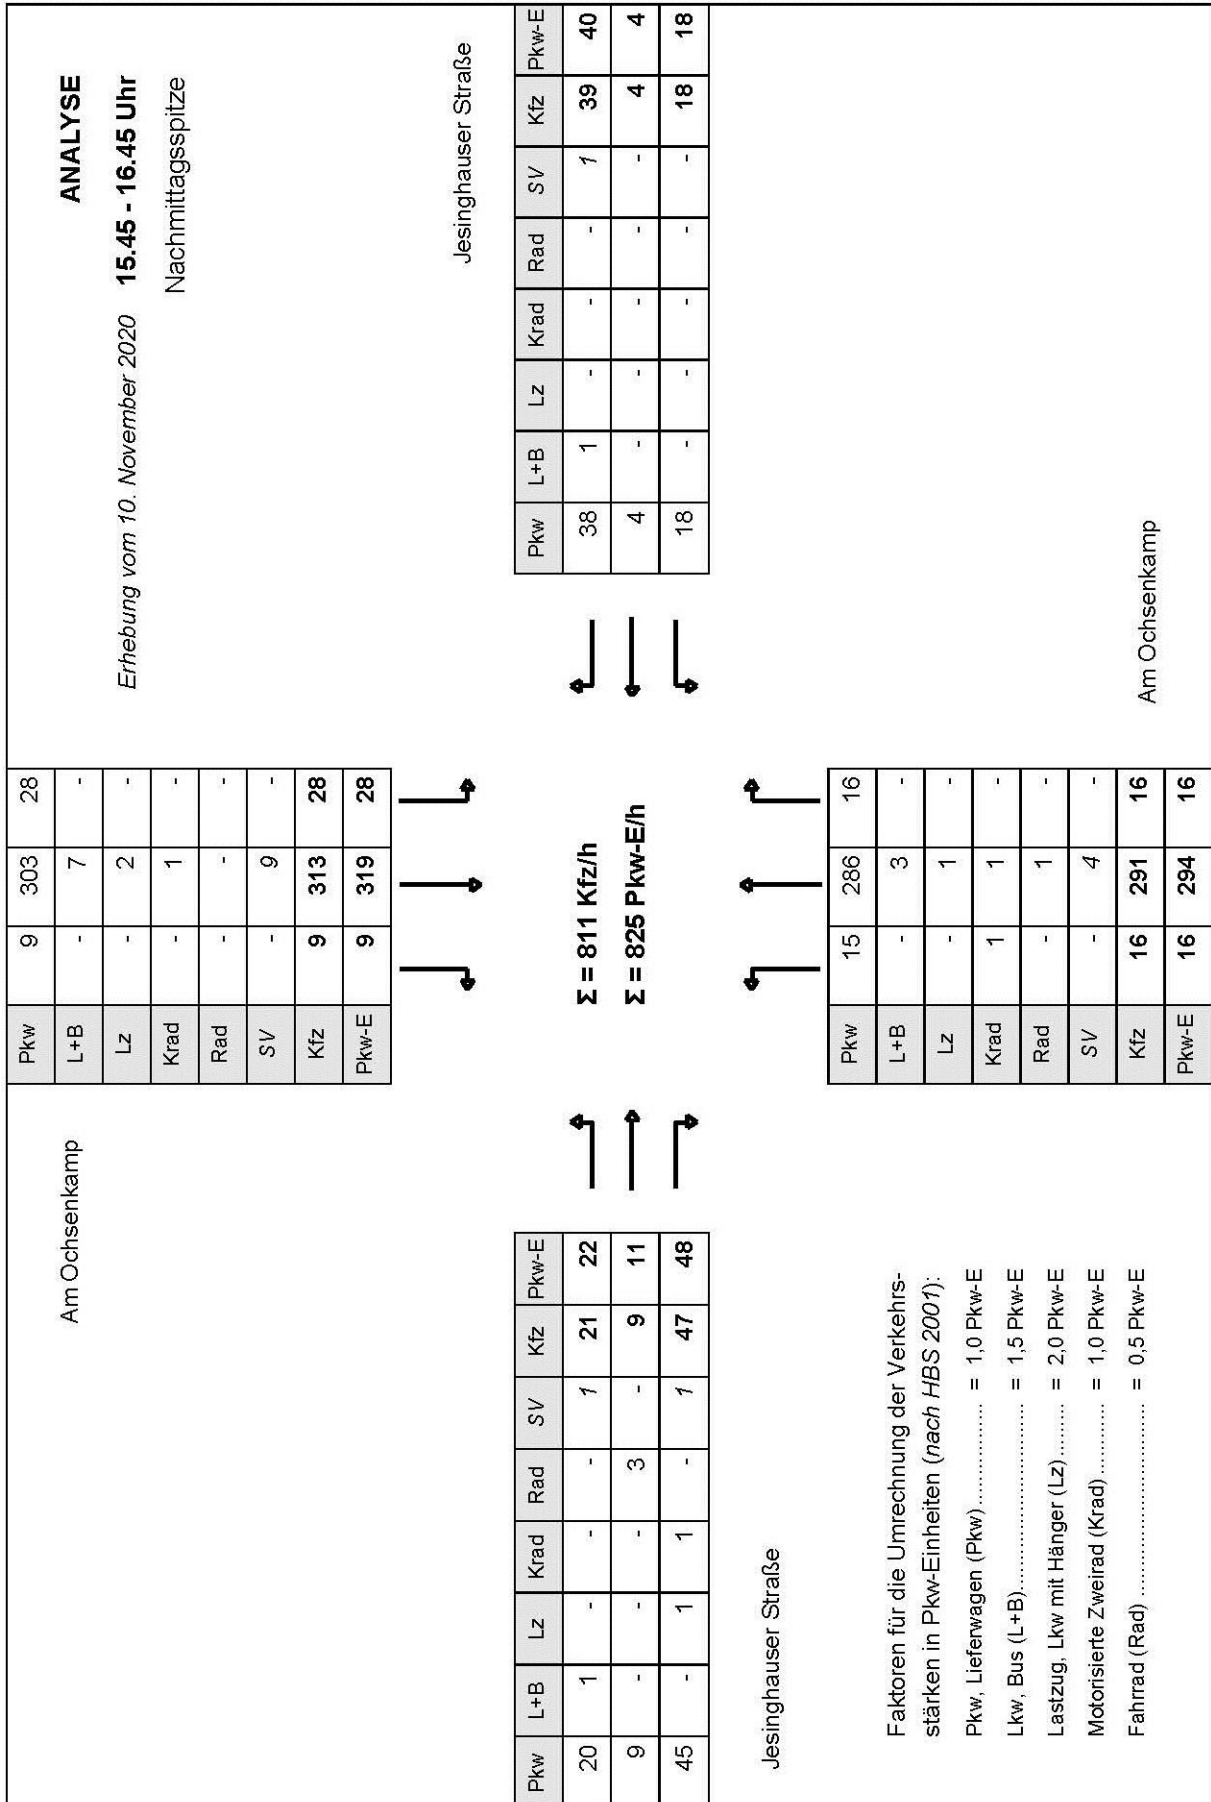 ANALYSE
Erhebung vom 10. November 2020 15.45 - 16.45 Uhr
Nachmittagsspitze
Am Ochsenkamp
Pkw 9 303 28
L+B - 7 -
Lz - 2 -
Krad - 1 -
Rad - - -
SV - 9 -
Kfz 9 313 28
Pkw-E 9 319 28
Jesinghauser Straße
Pkw L+B Lz Krad Rad SV Kfz Pkw-E
20 1 - - - 1 21 22
9 - - - 3 - 9 11
45 - 1 1 - 1 47 48
Σ = 811 Kfz/h
Σ = 825 Pkw-E/h
Pkw L+B Lz Krad Rad SV Kfz Pkw-E
38 1 - - - 1 39 40
4 - - - - - 4 4
18 - - - - - 18 18
Jesinghauser Straße
Pkw 15 286 16
L+B - 3 -
Lz - 1 -
Krad 1 1 -
Rad - 1 -
SV - 4 -
Kfz 16 291 16
Pkw-E 16 294 16
Am Ochsenkamp
Faktoren für die Umrechnung der Verkehrs-
stärken in Pkw-Einheiten (nach HBS 2001):
Pkw, Lieferwagen (Pkw)................ = 1,0 Pkw-E
Lkw, Bus (L+B)............................ = 1,5 Pkw-E
Lastzug, Lkw mit Hänger (Lz)......... = 2,0 Pkw-E
Motorisierte Zweirad (Krad)............ = 1,0 Pkw-E
Fahrrad (Rad) ............................. = 0,5 Pkw-E